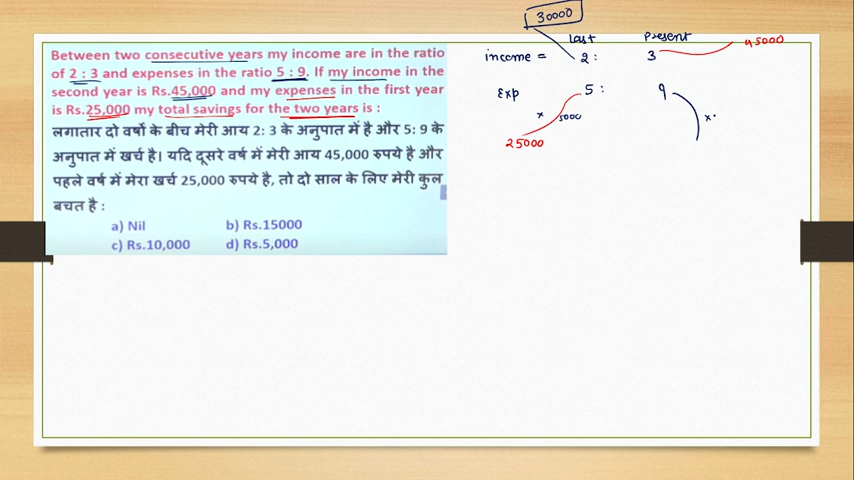 30000
last present
income = 2 : 3 45000
Exp 5 : 9
x 5000 x.
25000
Between two consecutive years my income are in the ratio
of 2 : 3 and expenses in the ratio 5 : 9. If my income in the
second year is Rs.45,000 and my expenses in the first year
is Rs.25,000 my total savings for the two years is :
लगातार दो वर्षों के बीच मेरी आय 2: 3 के अनुपात में है और 5: 9 के
अनुपात में खर्च है। यदि दूसरे वर्ष में मेरी आय 45,000 रुपये है और
पहले वर्ष में मेरा खर्च 25,000 रुपये है, तो दो साल के लिए मेरी कुल
बचत है :
a) Nil b) Rs.15000
c) Rs.10,000 d) Rs.5,000